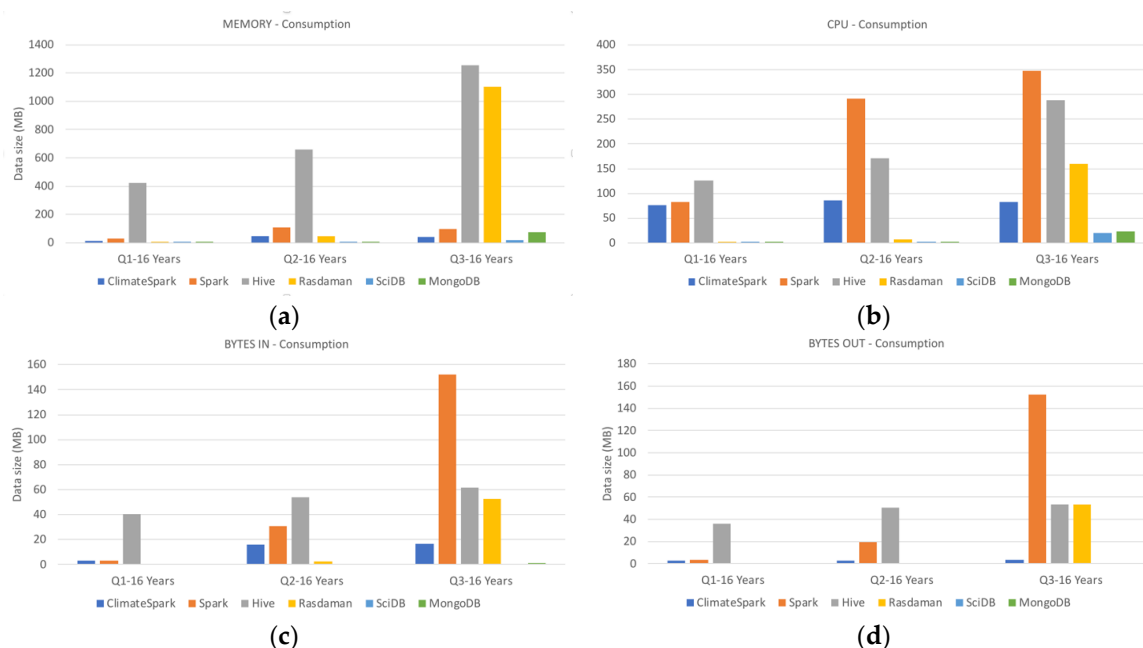 MEMORY - Consumption
Data size (MB)
1400
1200
1000
800
600
400
200
0
Q1-16 Years Q2-16 Years Q3-16 Years
ClimateSpark Spark Hive Rasdaman SciDB MongoDB
(a)
CPU - Consumption
400
350
300
250
200
150
100
50
0
Q1-16 Years Q2-16 Years Q3-16 Years
ClimateSpark Spark Hive Rasdaman SciDB MongoDB
(b)
BYTES IN - Consumption
Data size (MB)
160
140
120
100
80
60
40
20
0
Q1-16 Years Q2-16 Years Q3-16 Years
ClimateSpark Spark Hive Rasdaman SciDB MongoDB
(c)
BYTES OUT - Consumption
Data size (MB)
180
160
140
120
100
80
60
40
20
0
Q1-16 Years Q2-16 Years Q3-16 Years
ClimateSpark Spark Hive Rasdaman SciDB MongoDB
(d)